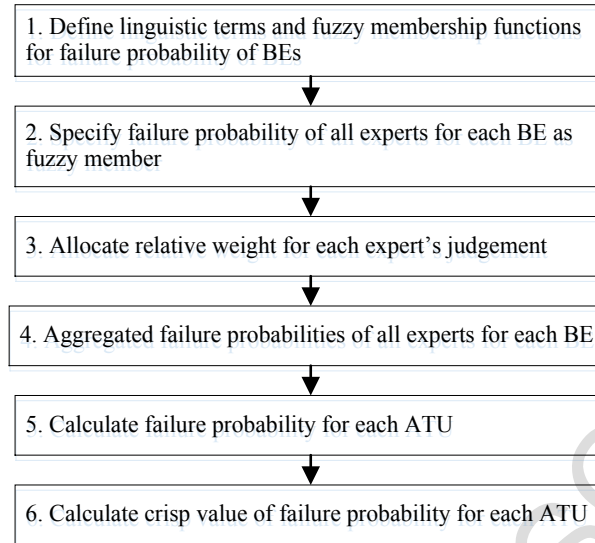 1. Define linguistic terms and fuzzy membership functions
for failure probability of BEs
2. Specify failure probability of all experts for each BE as
fuzzy member
3. Allocate relative weight for each expert's judgement
4. Aggregated failure probabilities of all experts for each BE
5. Calculate failure probability for each ATU
6. Calculate crisp value of failure probability for each ATU